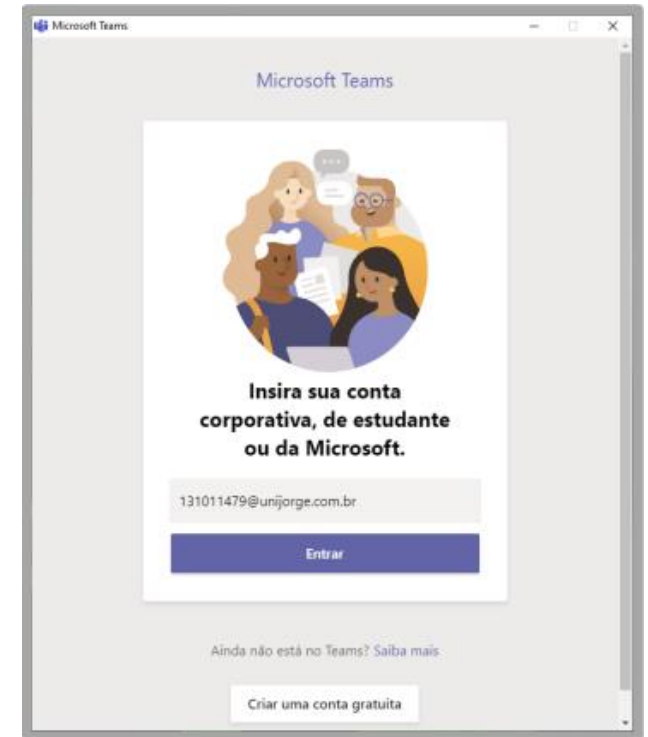 Microsoft Teams
Microsoft Teams
Insira sua conta
corporativa, de estudante
ou da Microsoft.
131011479@unijorge.com.br
Entrar
Ainda não está no Teams? Saiba mais
Criar uma conta gratuita